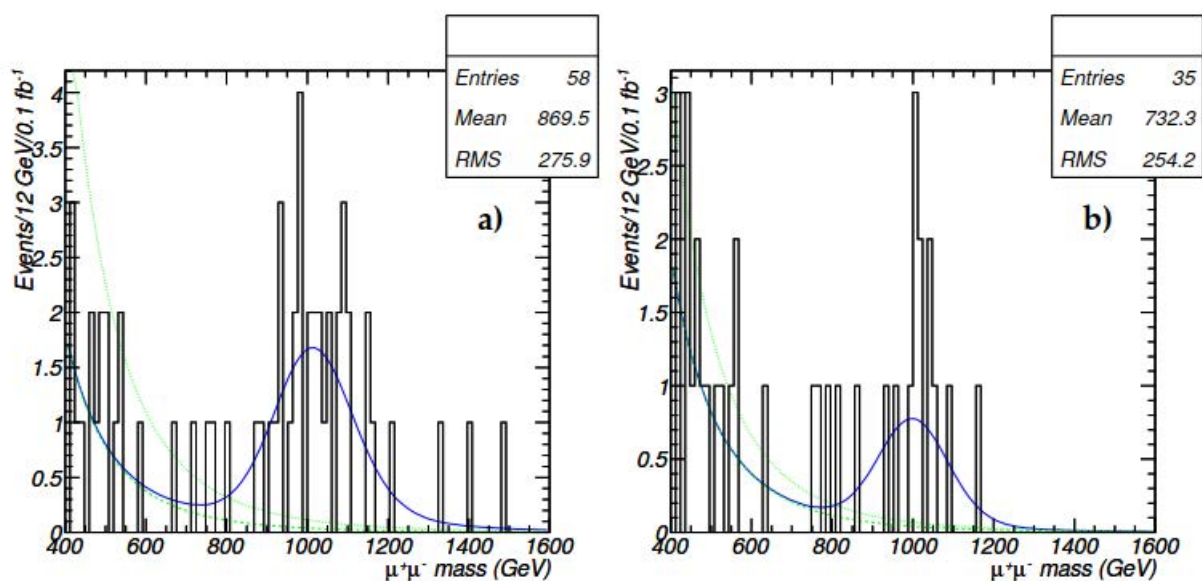 Entries 58
Mean 869.5
RMS 275.9
a)
Events/12 GeV/0.1 fb⁻¹
4
3.5
3
2.5
2
1.5
1
0.5
0
400 600 800 1000 1200 1400 1600
μ⁺μ⁻ mass (GeV)
Entries 35
Mean 732.3
RMS 254.2
b)
Events/12 GeV/0.1 fb⁻¹
3
2.5
2
1.5
1
0.5
0
400 600 800 1000 1200 1400 1600
μ⁺μ⁻ mass (GeV)